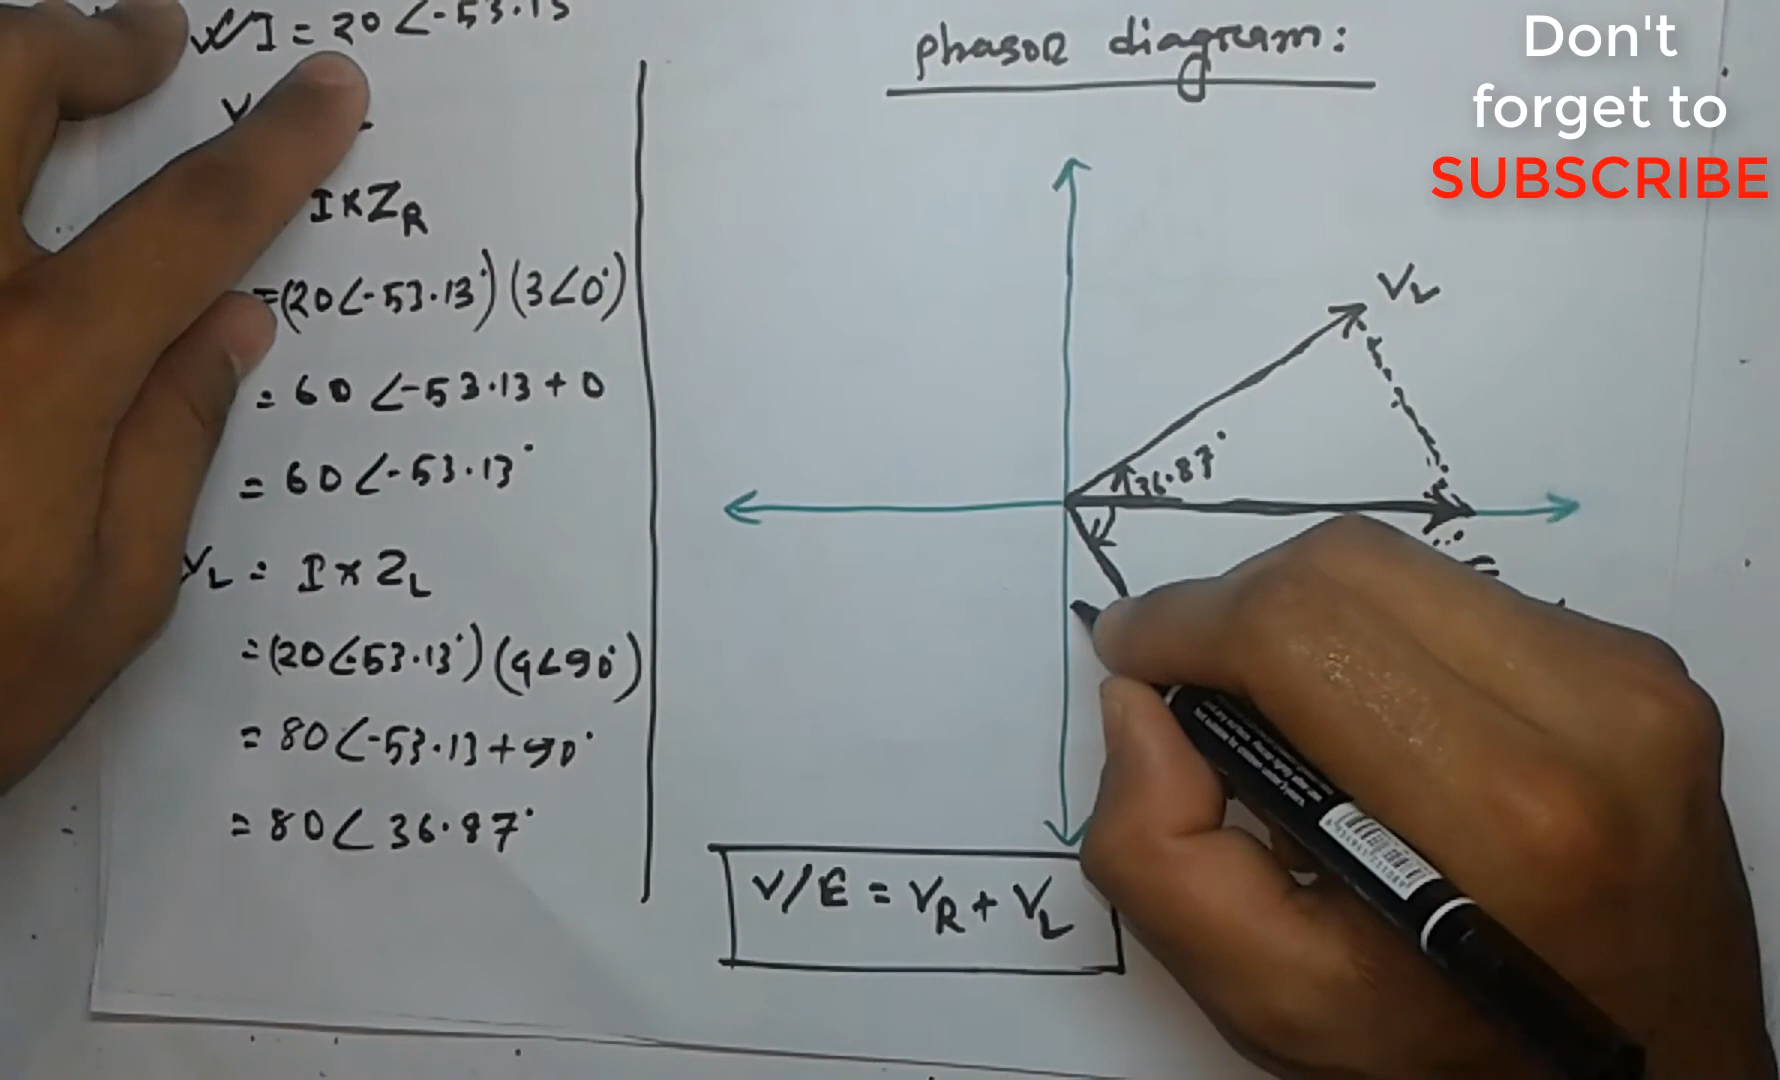 I = 20 ∠-53.13
V
I × Z_R
= (20∠-53.13°) (3∠0°)
= 60 ∠-53.13 + 0
= 60 ∠-53.13°
V_L = I × Z_L
= (20∠-53.13°) (4∠90°)
= 80 ∠-53.13 + 90°
= 80 ∠ 36.87°
phasor diagram:
V_L
36.87°
E
V/E = V_R + V_L
Don't
forget to
SUBSCRIBE